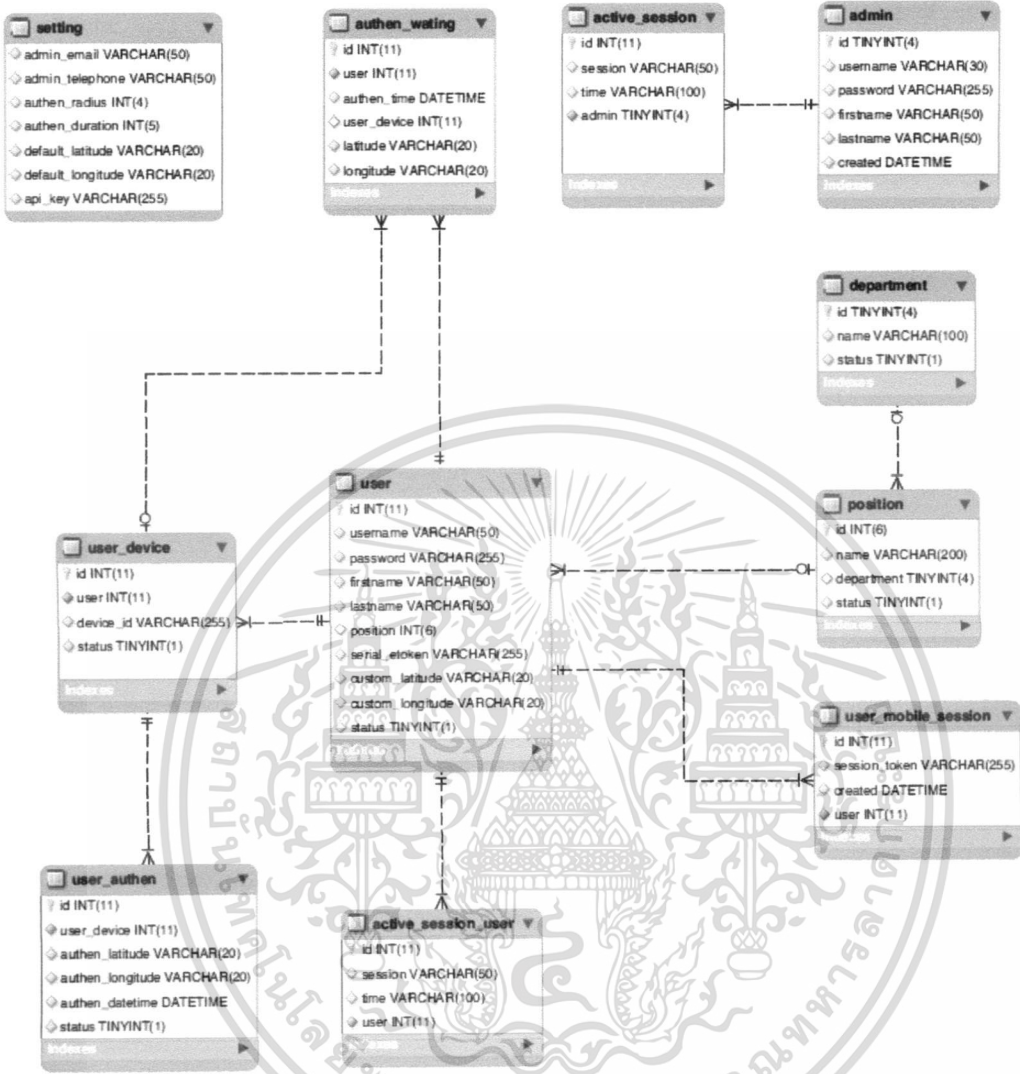 setting
admin_email VARCHAR(50)
admin_telephone VARCHAR(50)
authen_radius INT(4)
authen_duration INT(5)
default_latitude VARCHAR(20)
default_longitude VARCHAR(20)
api_key VARCHAR(255)
authen_wating
id INT(11)
user INT(11)
authen_time DATETIME
user_device INT(11)
latitude VARCHAR(20)
longitude VARCHAR(20)
Indexes
active_session
id INT(11)
session VARCHAR(50)
time VARCHAR(100)
admin TINYINT(4)
Indexes
admin
id TINYINT(4)
username VARCHAR(30)
password VARCHAR(255)
firstname VARCHAR(50)
lastname VARCHAR(50)
created DATETIME
Indexes
department
id TINYINT(4)
name VARCHAR(100)
status TINYINT(1)
Indexes
user
id INT(11)
username VARCHAR(50)
password VARCHAR(255)
firstname VARCHAR(50)
lastname VARCHAR(50)
position INT(6)
serial_etoken VARCHAR(255)
custom_latitude VARCHAR(20)
custom_longitude VARCHAR(20)
status TINYINT(1)
Indexes
position
id INT(6)
name VARCHAR(200)
department TINYINT(4)
status TINYINT(1)
Indexes
user_device
id INT(11)
user INT(11)
device_id VARCHAR(255)
status TINYINT(1)
Indexes
user_mobile_session
id INT(11)
session_token VARCHAR(255)
created DATETIME
user INT(11)
Indexes
user_authen
id INT(11)
user_device INT(11)
authen_latitude VARCHAR(20)
authen_longitude VARCHAR(20)
authen_datetime DATETIME
status TINYINT(1)
Indexes
active_session_user
id INT(11)
session VARCHAR(50)
time VARCHAR(100)
user INT(11)
Indexes